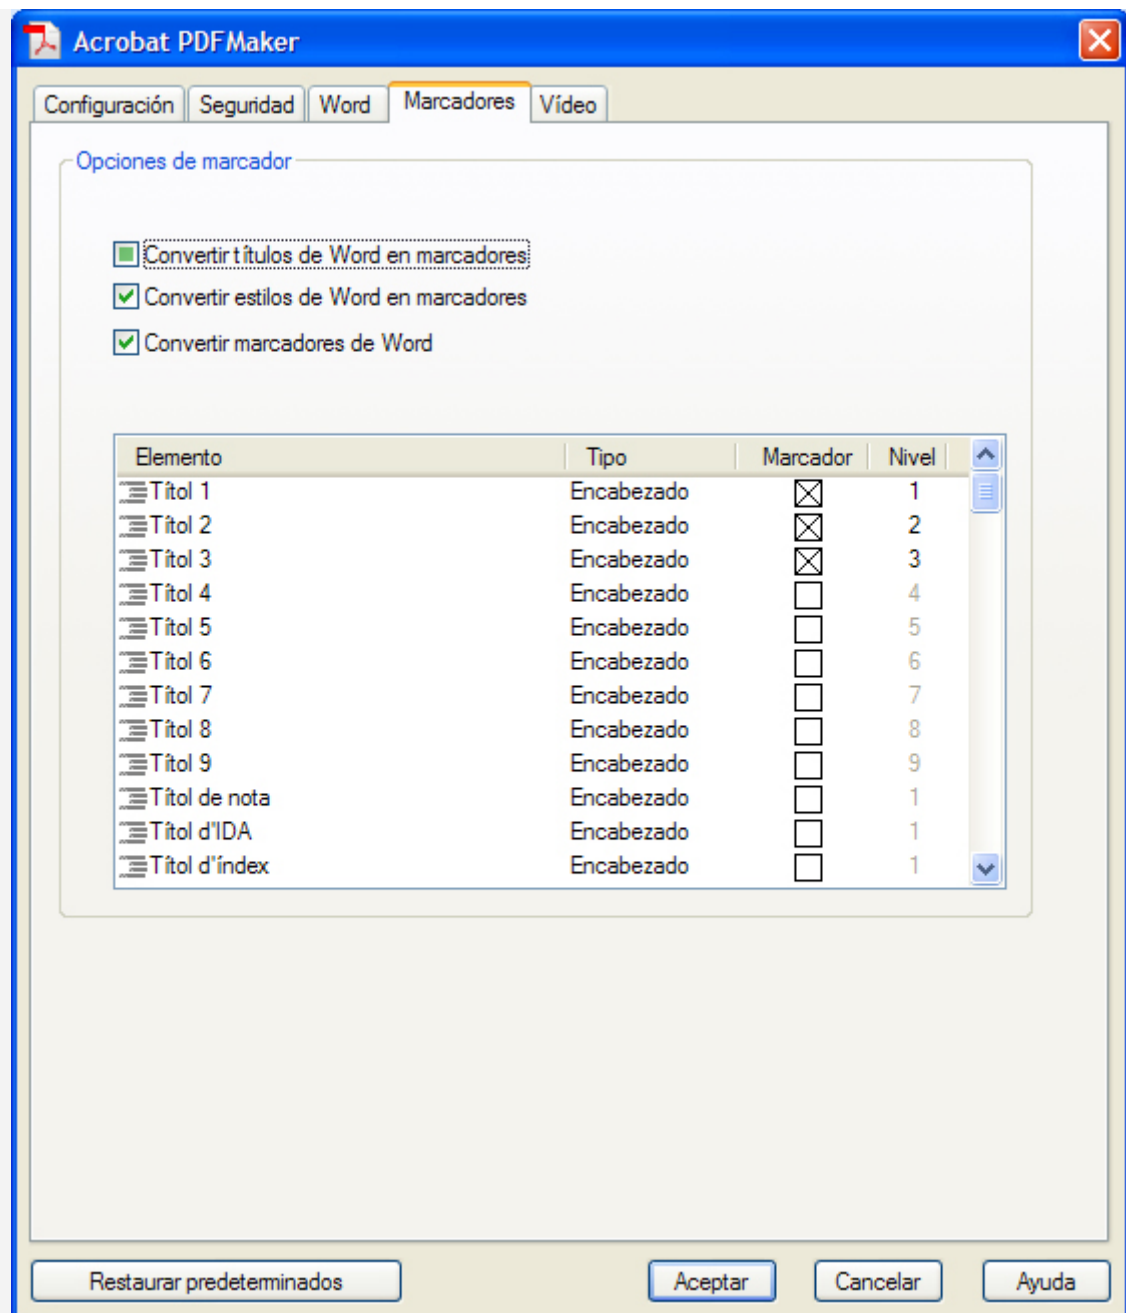 Acrobat PDFMaker
Configuración Seguridad Word Marcadores Vídeo
Opciones de marcador
Convertir títulos de Word en marcadores
Convertir estilos de Word en marcadores
Convertir marcadores de Word
Elemento Tipo Marcador Nivel
Títol 1 Encabezado 1
Títol 2 Encabezado 2
Títol 3 Encabezado 3
Títol 4 Encabezado 4
Títol 5 Encabezado 5
Títol 6 Encabezado 6
Títol 7 Encabezado 7
Títol 8 Encabezado 8
Títol 9 Encabezado 9
Títol de nota Encabezado 1
Títol d'IDA Encabezado 1
Títol d'índex Encabezado 1
Restaurar predeterminados Aceptar Cancelar Ayuda